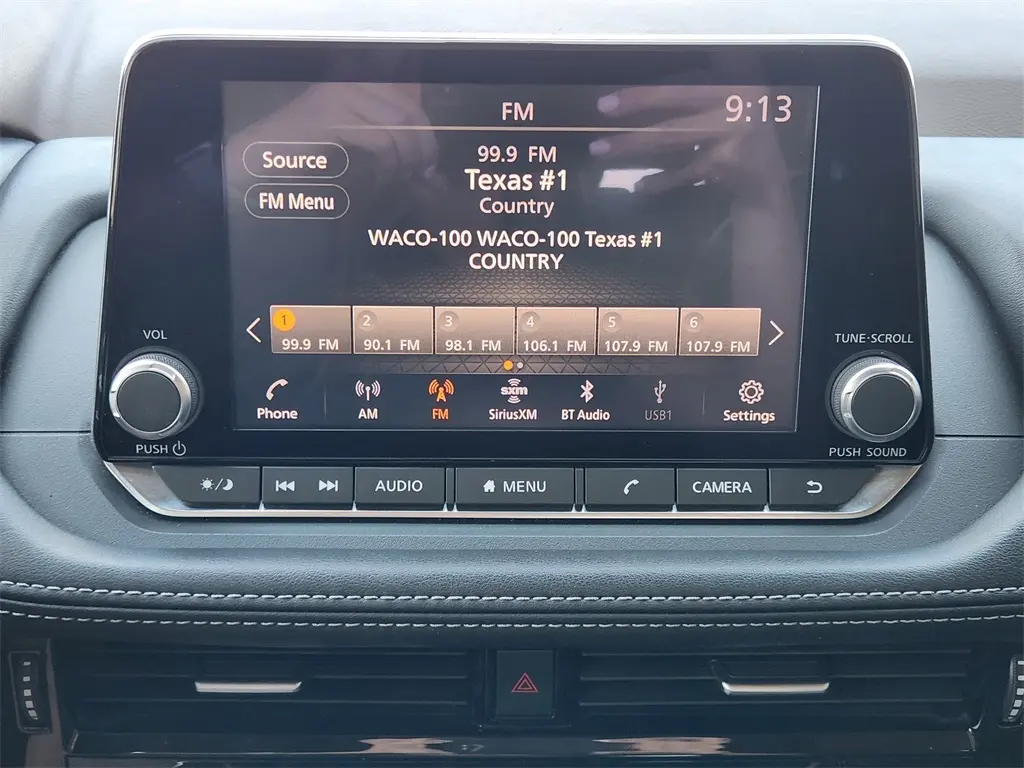 FM
9:13
Source
99.9 FM
Texas #1
FM Menu
Country
WACO-100 WACO-100 Texas #1
COUNTRY
1 2 3 4 5 6
99.9 FM 90.1 FM 98.1 FM 106.1 FM 107.9 FM 107.9 FM
VOL
TUNE·SCROLL
sxm
Phone AM FM SiriusXM BT Audio USB1 Settings
PUSH
PUSH SOUND
AUDIO MENU CAMERA